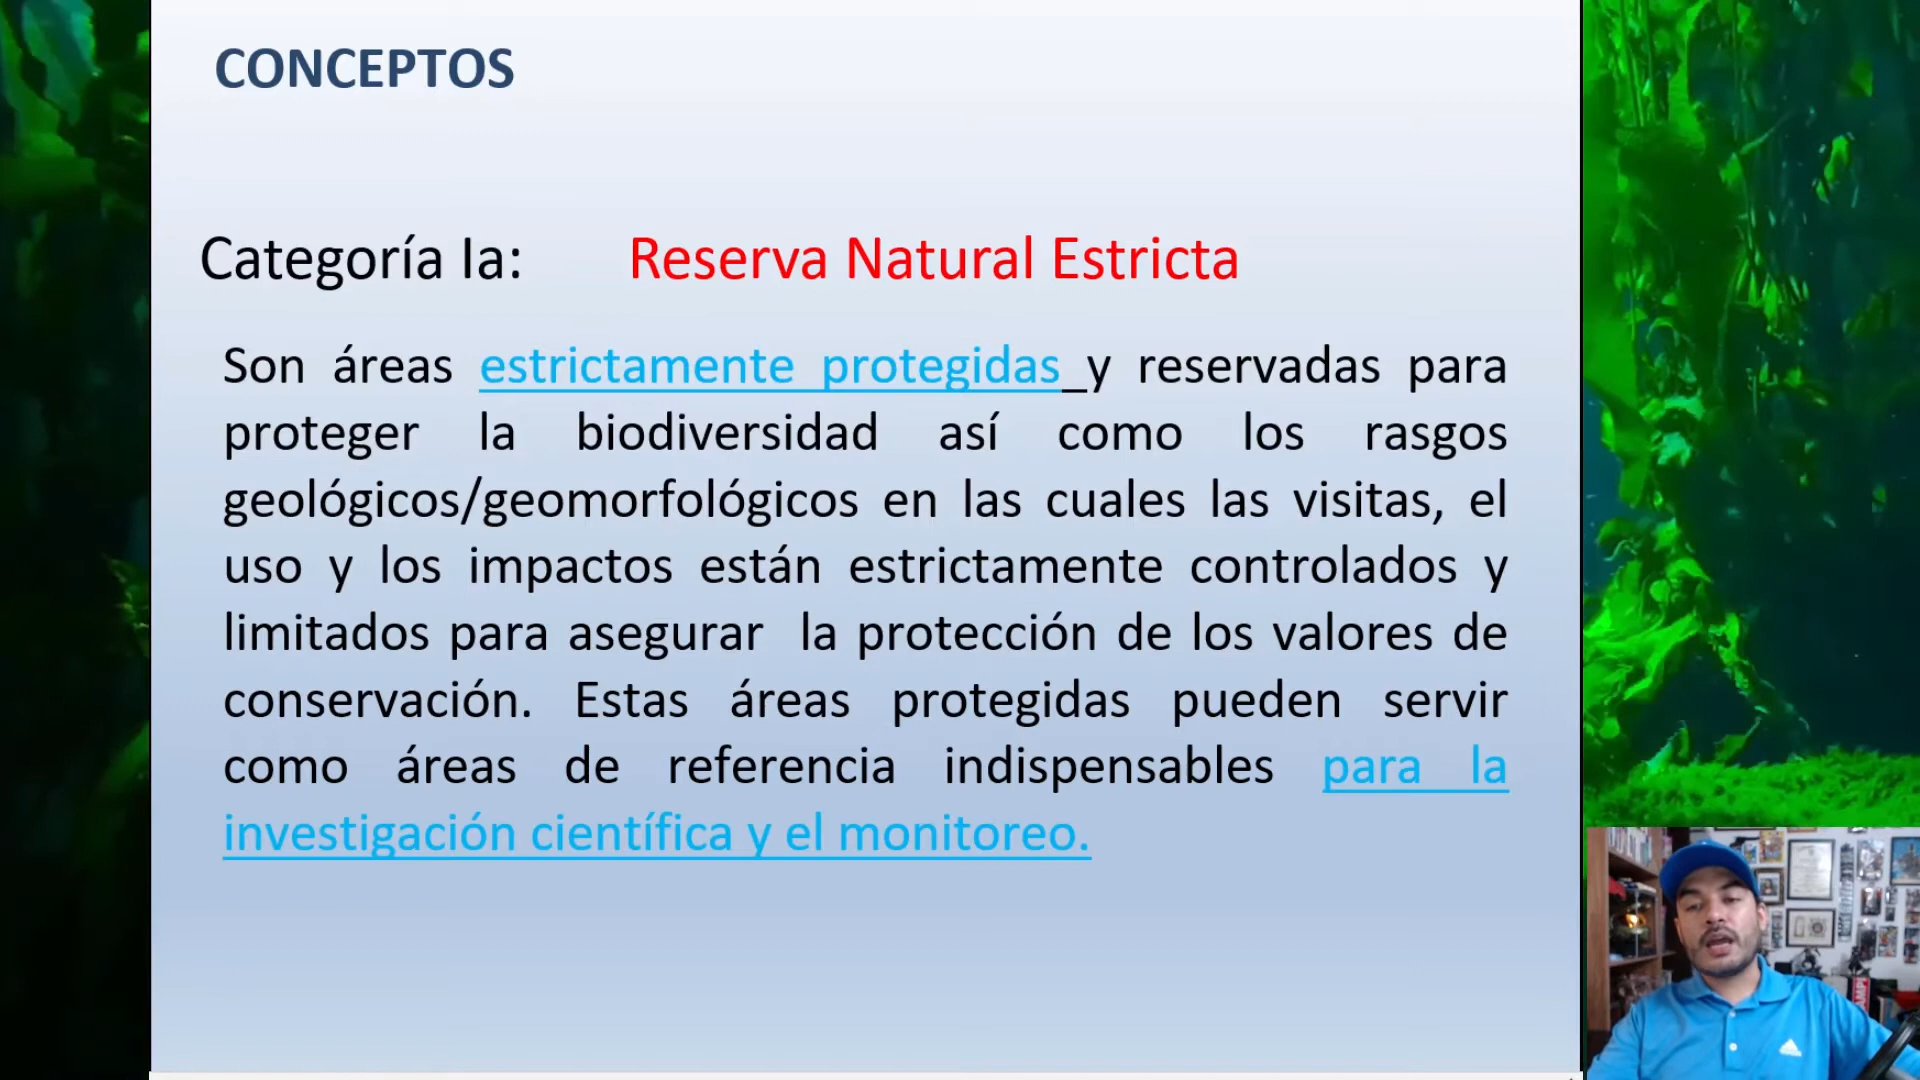 CONCEPTOS
Categoría Ia: Reserva Natural Estricta
Son áreas estrictamente protegidas y reservadas para
proteger la biodiversidad así como los rasgos
geológicos/geomorfológicos en las cuales las visitas, el
uso y los impactos están estrictamente controlados y
limitados para asegurar la protección de los valores de
conservación. Estas áreas protegidas pueden servir
como áreas de referencia indispensables para la
investigación científica y el monitoreo.